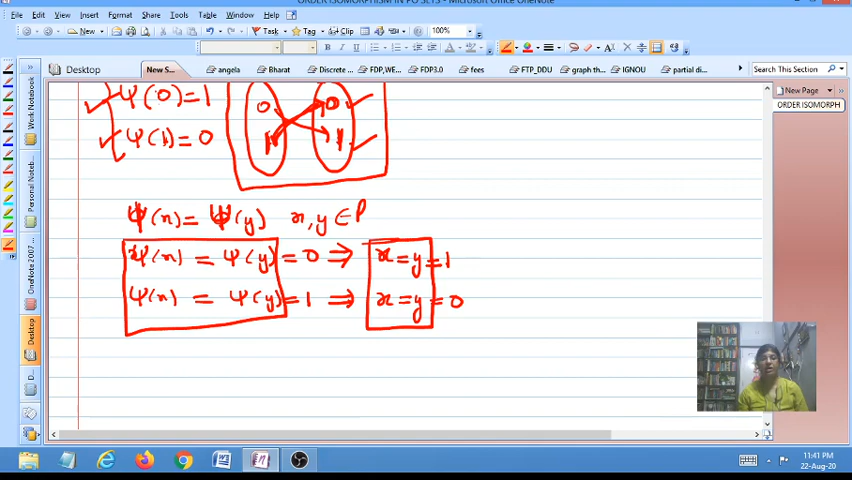 ORDER ISOMORPHISM IN PO SETS - Microsoft Office OneNote
File Edit View Insert Format Share Tools Table Window Help
New Task Tag 100%
Desktop New S... angela Bharat Discrete ... FDP,WE... FDP3.0 fees FTP_DDU graph th... IGNOU partial di... Search This Section
New Page
ORDER ISOMORPH
Work Notebook
Personal Noteb...
OneNote 2007 ...
Desktop
Ψ(0)=1
0 0
Ψ(1)=0
1 1
Ψ(x)= Ψ(y) x, y ∈ P
Ψ(x) = Ψ(y) = 0 ⇒ x = y = 1
Ψ(x) = Ψ(y) = 1 ⇒ x = y = 0
11:41 PM
22-Aug-20